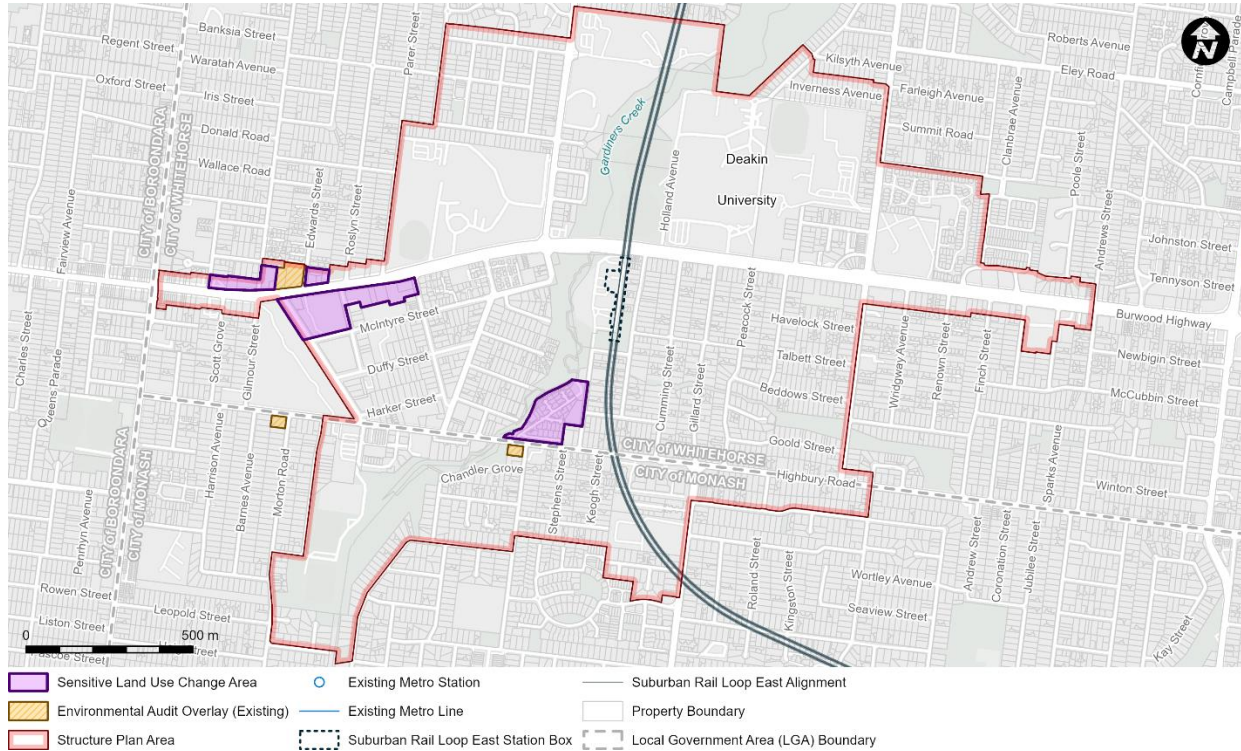 Banksia Street
Regent Street
Waratah Avenue
Oxford Street
Iris Street
Donald Road
Wallace Road
Parer Street
Edwards Street
Roslyn Street
Fairview Avenue
CITY of BOROONDARA
CITY of WHITEHORSE
Gardiners Creek
Holland Avenue
Deakin
University
Inverness Avenue
Kilsyth Avenue
Farleigh Avenue
Summit Road
Roberts Avenue
Eley Road
Campbell Parade
Clanbrae Avenue
Poole Street
Andrews Street
Johnston Street
Tennyson Street
Burwood Highway
Newbigin Street
McCubbin Street
N
Charles Street
Queens Parade
Scott Grove
Gilmour Street
McIntyre Street
Duffy Street
Harker Street
Peacock Street
Havelock Street
Talbett Street
Beddows Street
Cumming Street
Gillard Street
Wridgway Avenue
Renown Street
Finch Street
Goold Street
Highbury Road
CITY of WHITEHORSE
CITY of MONASH
Sparks Avenue
Winton Street
Chandler Grove
Stephens Street
Keogh Street
Harrison Avenue
Barnes Avenue
Morton Road
CITY of BOROONDARA
CITY of MONASH
Penrhyn Avenue
Rowen Street
Leopold Street
Liston Street
Roland Street
Kingston Street
Wortley Avenue
Seaview Street
Andrew Street
Coronation Street
Jubilee Street
Kay Street
0 500 m
Sensitive Land Use Change Area
Environmental Audit Overlay (Existing)
Structure Plan Area
Existing Metro Station
Existing Metro Line
Suburban Rail Loop East Station Box
Suburban Rail Loop East Alignment
Property Boundary
Local Government Area (LGA) Boundary